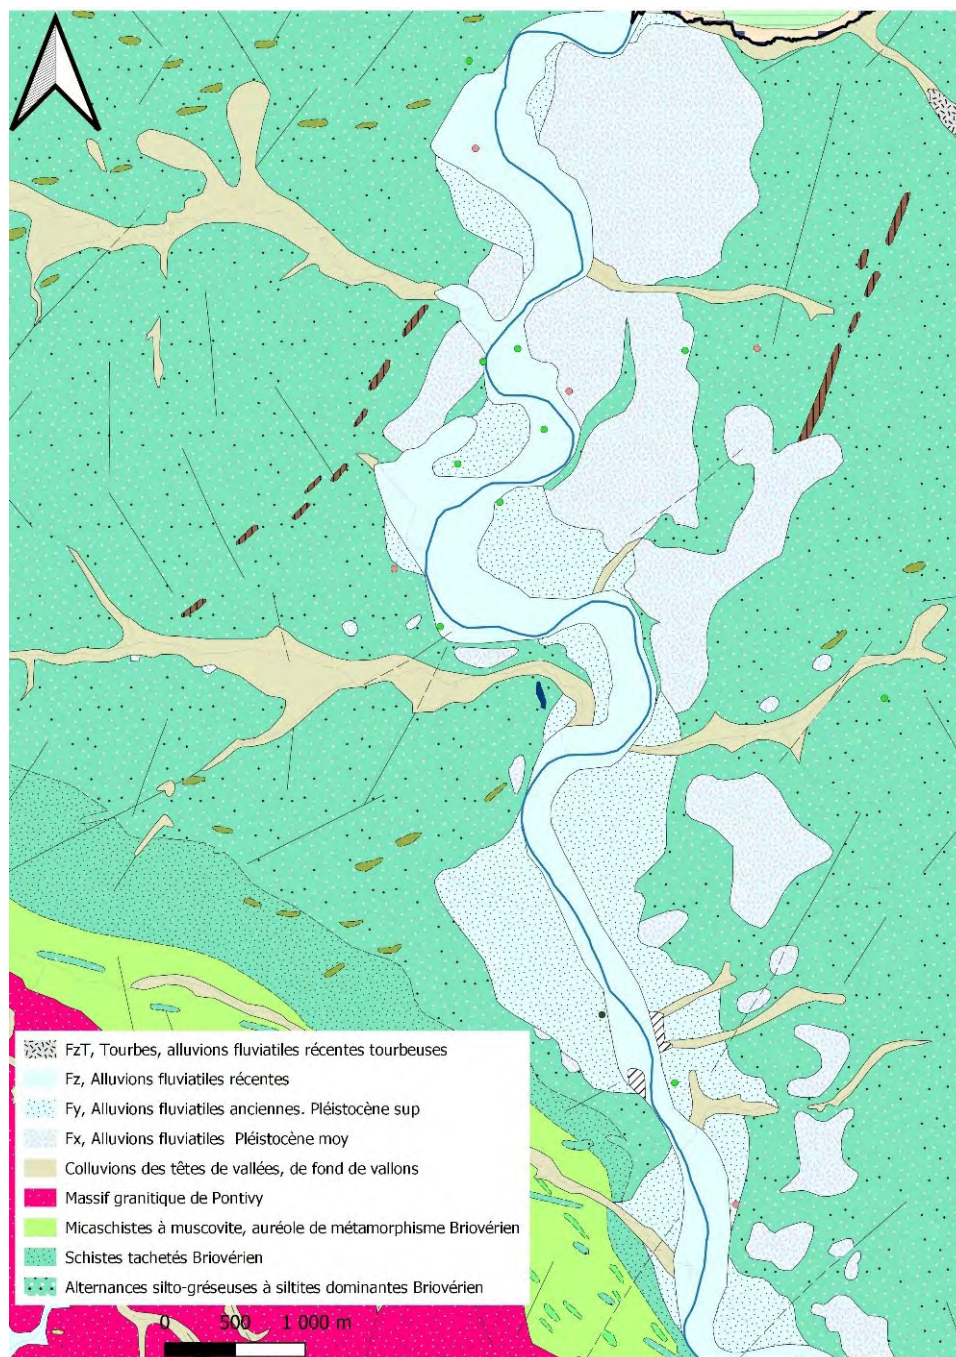 FzT, Tourbes, alluvions fluviatiles récentes tourbeuses
Fz, Alluvions fluviatiles récentes
Fy, Alluvions fluviatiles anciennes. Pléistocène sup
Fx, Alluvions fluviatiles Pléistocène moy
Colluvions des têtes de vallées, de fond de vallons
Massif granitique de Pontivy
Micaschistes à muscovite, auréole de métamorphisme Briovérien
Schistes tachetés Briovérien
Alternances silto-gréseuses à siltites dominantes Briovérien
0 500 1 000 m